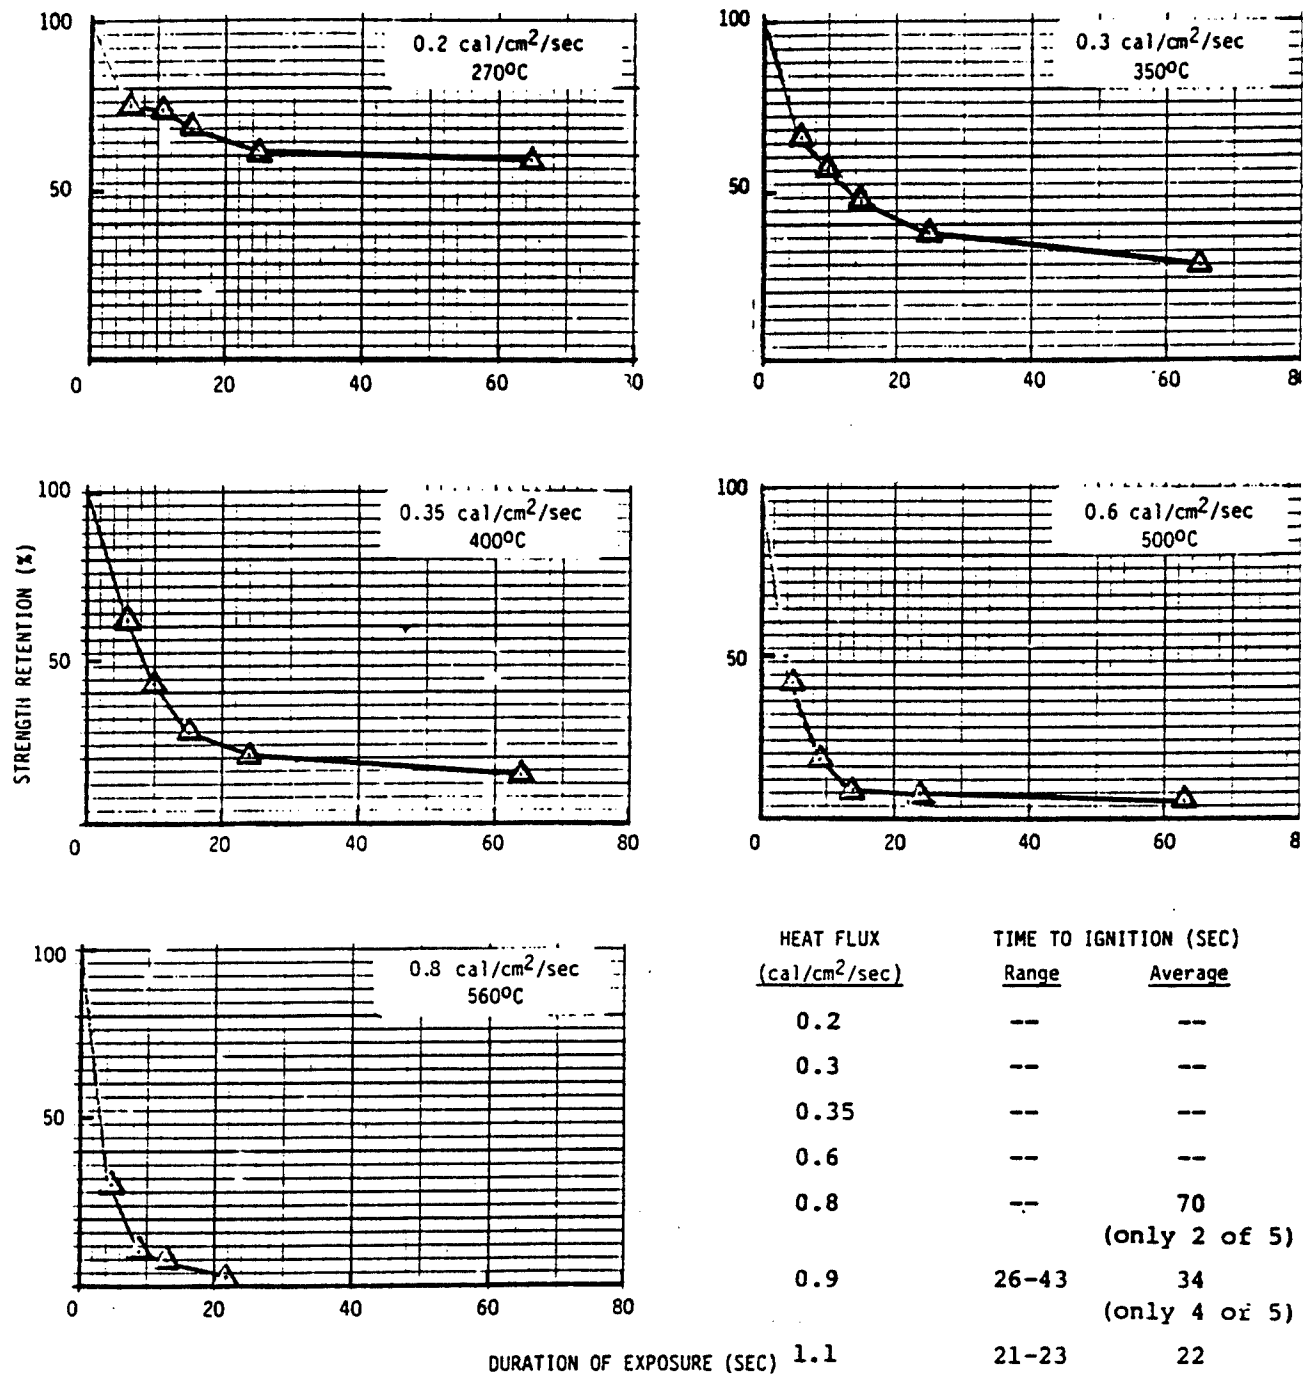 100
0.2 cal/cm²/sec
270°C
50
0 20 40 60 30
100
0.3 cal/cm²/sec
350°C
50
0 20 40 60 8
STRENGTH RETENTION (%)
100
0.35 cal/cm²/sec
400°C
50
0 20 40 60 80
100
0.6 cal/cm²/sec
500°C
50
0 20 40 60 8
100
0.8 cal/cm²/sec
560°C
50
0 20 40 60 80
DURATION OF EXPOSURE (SEC)
HEAT FLUX TIME TO IGNITION (SEC)
(cal/cm²/sec) Range Average
0.2 -- --
0.3 -- --
0.35 -- --
0.6 -- --
0.8 -- 70
(only 2 of 5)
0.9 26-43 34
(only 4 of 5)
1.1 21-23 22